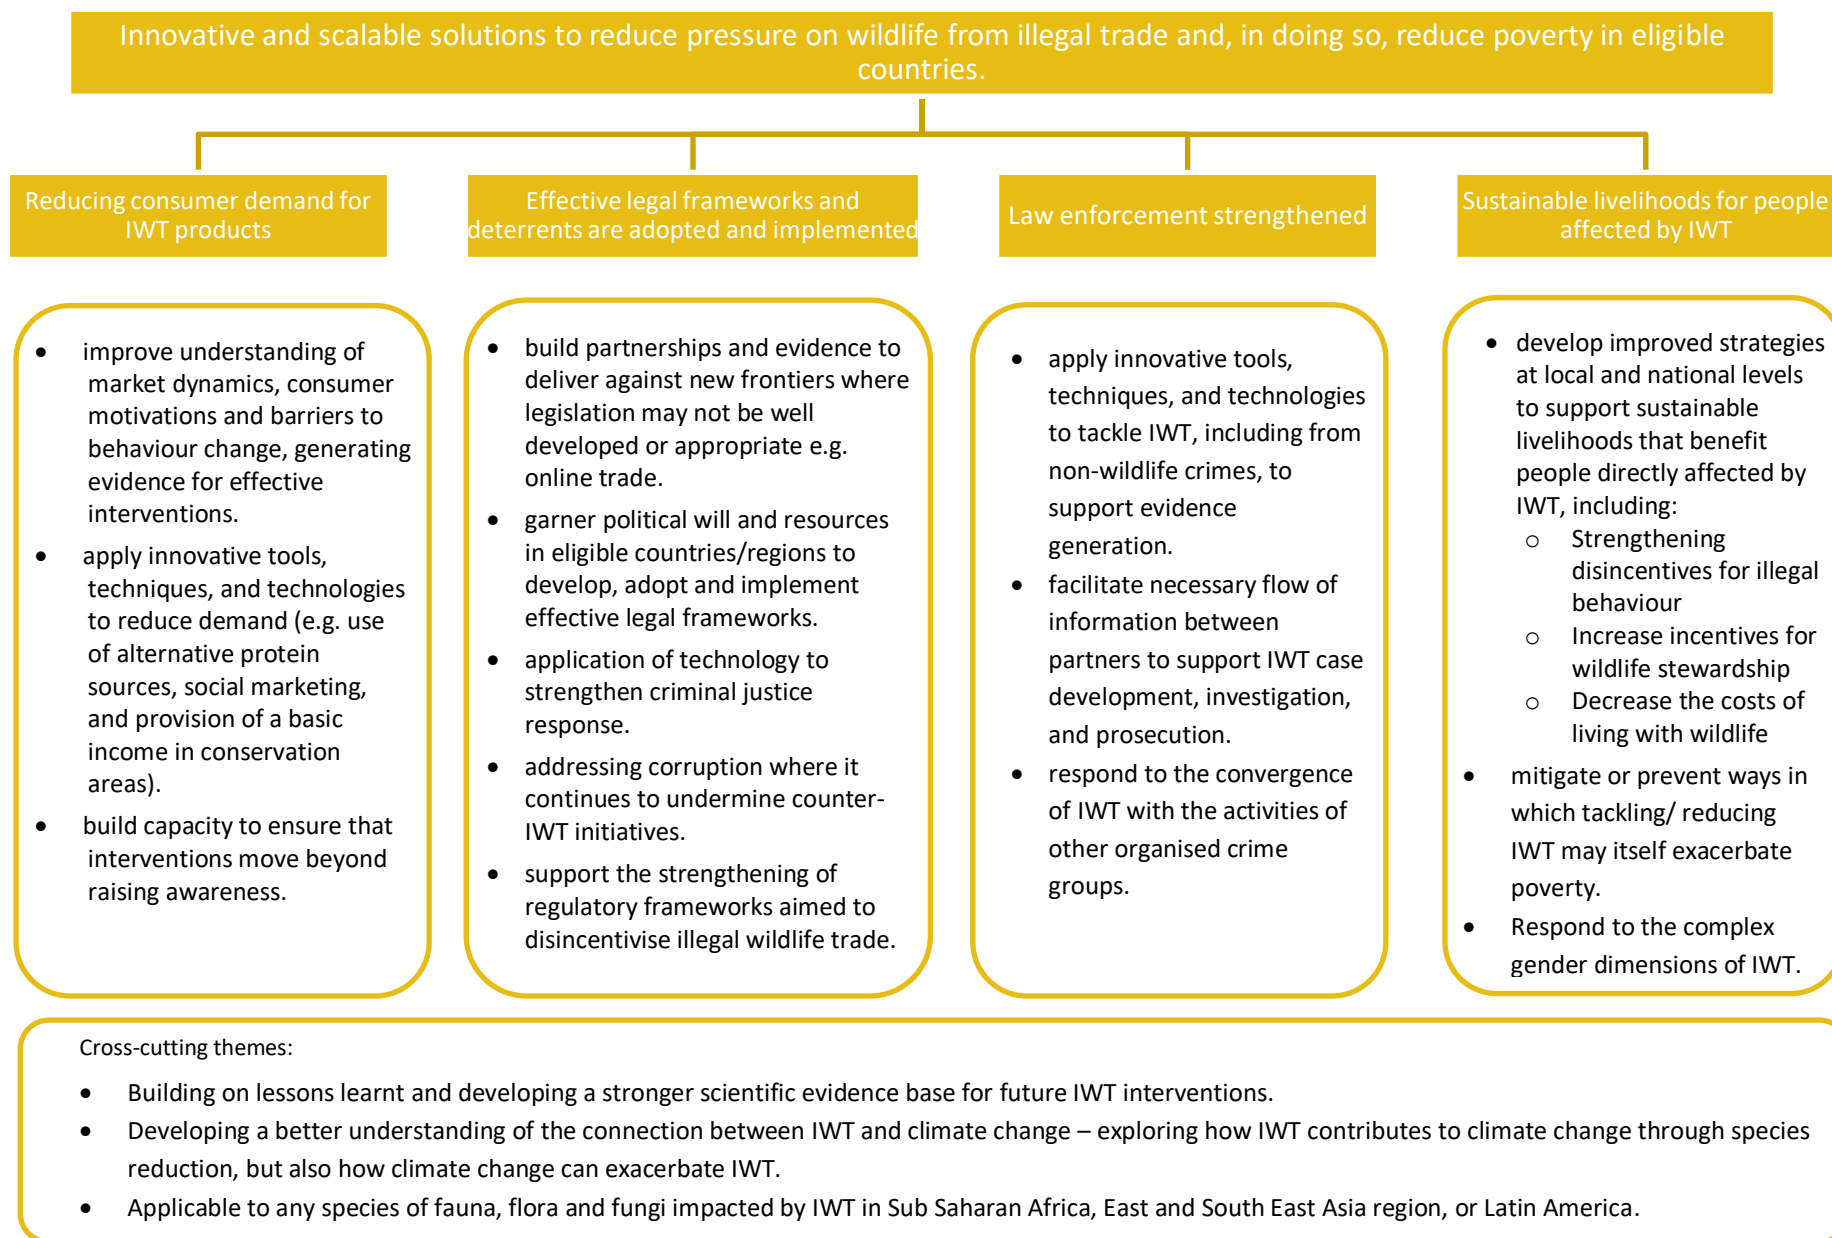 Innovative and scalable solutions to reduce pressure on wildlife from illegal trade and, in doing so, reduce poverty in eligible
countries.
Reducing consumer demand for
IWT products
Effective legal frameworks and
deterrents are adopted and implemented
Law enforcement strengthened
Sustainable livelihoods for people
affected by IWT
• improve understanding of
market dynamics, consumer
motivations and barriers to
behaviour change, generating
evidence for effective
interventions.
• apply innovative tools,
techniques, and technologies
to reduce demand (e.g. use
of alternative protein
sources, social marketing,
and provision of a basic
income in conservation
areas).
• build capacity to ensure that
interventions move beyond
raising awareness.
• build partnerships and evidence to
deliver against new frontiers where
legislation may not be well
developed or appropriate e.g.
online trade.
• garner political will and resources
in eligible countries/regions to
develop, adopt and implement
effective legal frameworks.
• application of technology to
strengthen criminal justice
response.
• addressing corruption where it
continues to undermine counter-
IWT initiatives.
• support the strengthening of
regulatory frameworks aimed to
disincentivise illegal wildlife trade.
• apply innovative tools,
techniques, and technologies
to tackle IWT, including from
non-wildlife crimes, to
support evidence
generation.
• facilitate necessary flow of
information between
partners to support IWT case
development, investigation,
and prosecution.
• respond to the convergence
of IWT with the activities of
other organised crime
groups.
• develop improved strategies
at local and national levels
to support sustainable
livelihoods that benefit
people directly affected by
IWT, including:
o Strengthening
disincentives for illegal
behaviour
o Increase incentives for
wildlife stewardship
o Decrease the costs of
living with wildlife
• mitigate or prevent ways in
which tackling/ reducing
IWT may itself exacerbate
poverty.
• Respond to the complex
gender dimensions of IWT.
Cross-cutting themes:
• Building on lessons learnt and developing a stronger scientific evidence base for future IWT interventions.
• Developing a better understanding of the connection between IWT and climate change – exploring how IWT contributes to climate change through species
reduction, but also how climate change can exacerbate IWT.
• Applicable to any species of fauna, flora and fungi impacted by IWT in Sub Saharan Africa, East and South East Asia region, or Latin America.